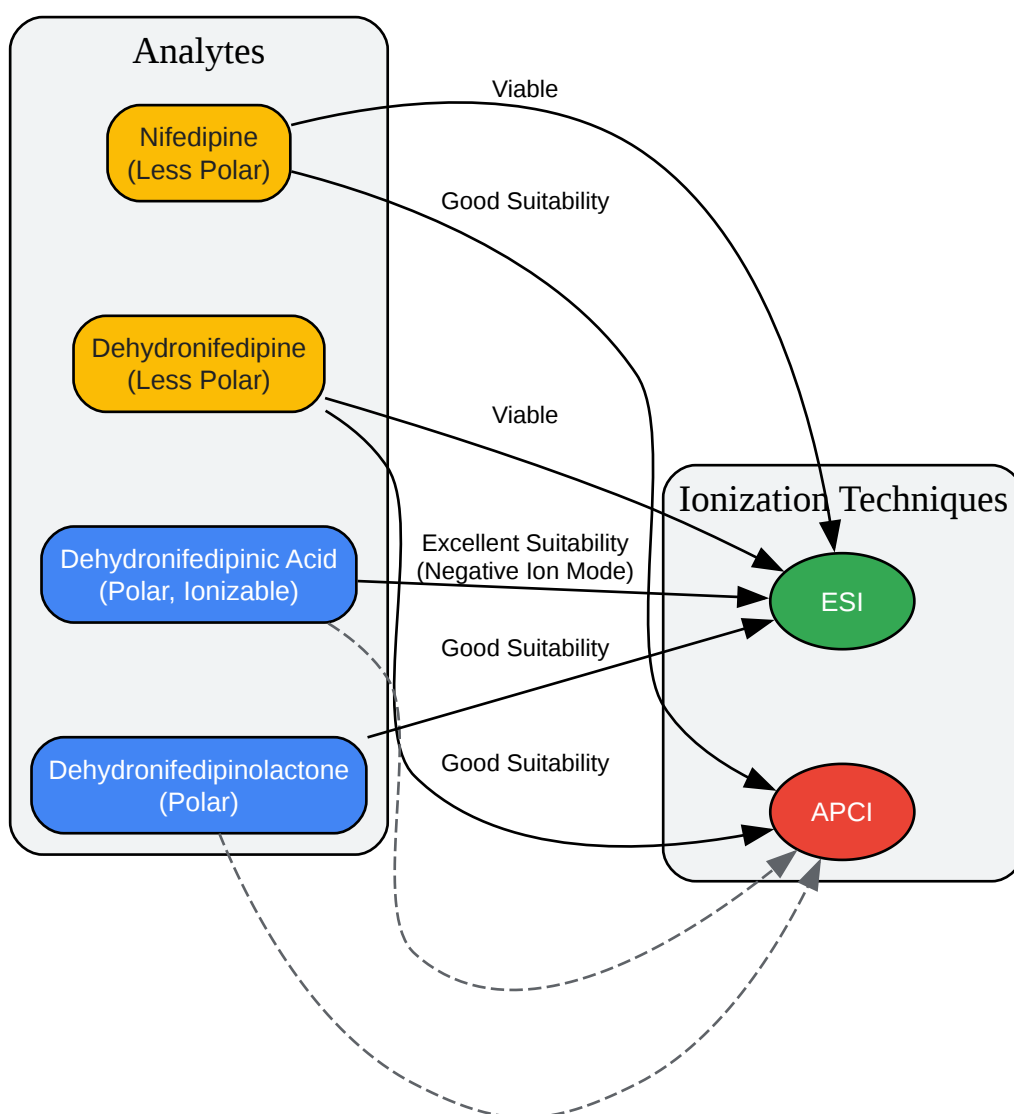 Analytes
Nifedipine
(Less Polar)
Dehydronifedipine
(Less Polar)
Dehydronifedipinic Acid
(Polar, Ionizable)
Dehydronifedipinolactone
(Polar)
Viable
Good Suitability
Viable
Excellent Suitability
(Negative Ion Mode)
Good Suitability
Good Suitability
Ionization Techniques
ESI
APCI